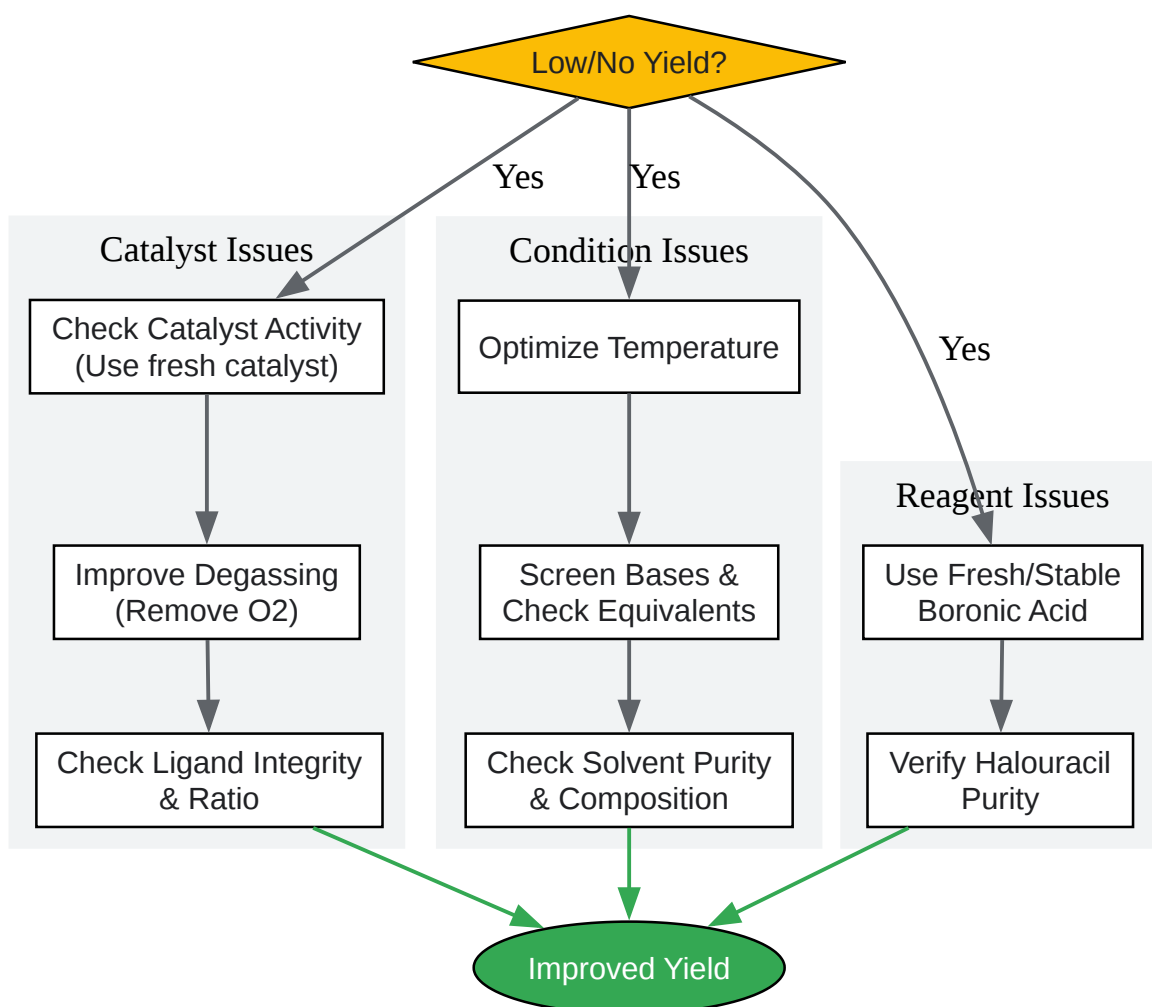 Low/No Yield?
Yes
Yes
Yes
Catalyst Issues
Check Catalyst Activity
(Use fresh catalyst)
Improve Degassing
(Remove O2)
Check Ligand Integrity
& Ratio
Condition Issues
Optimize Temperature
Screen Bases &
Check Equivalents
Check Solvent Purity
& Composition
Reagent Issues
Use Fresh/Stable
Boronic Acid
Verify Halouracil
Purity
Improved Yield